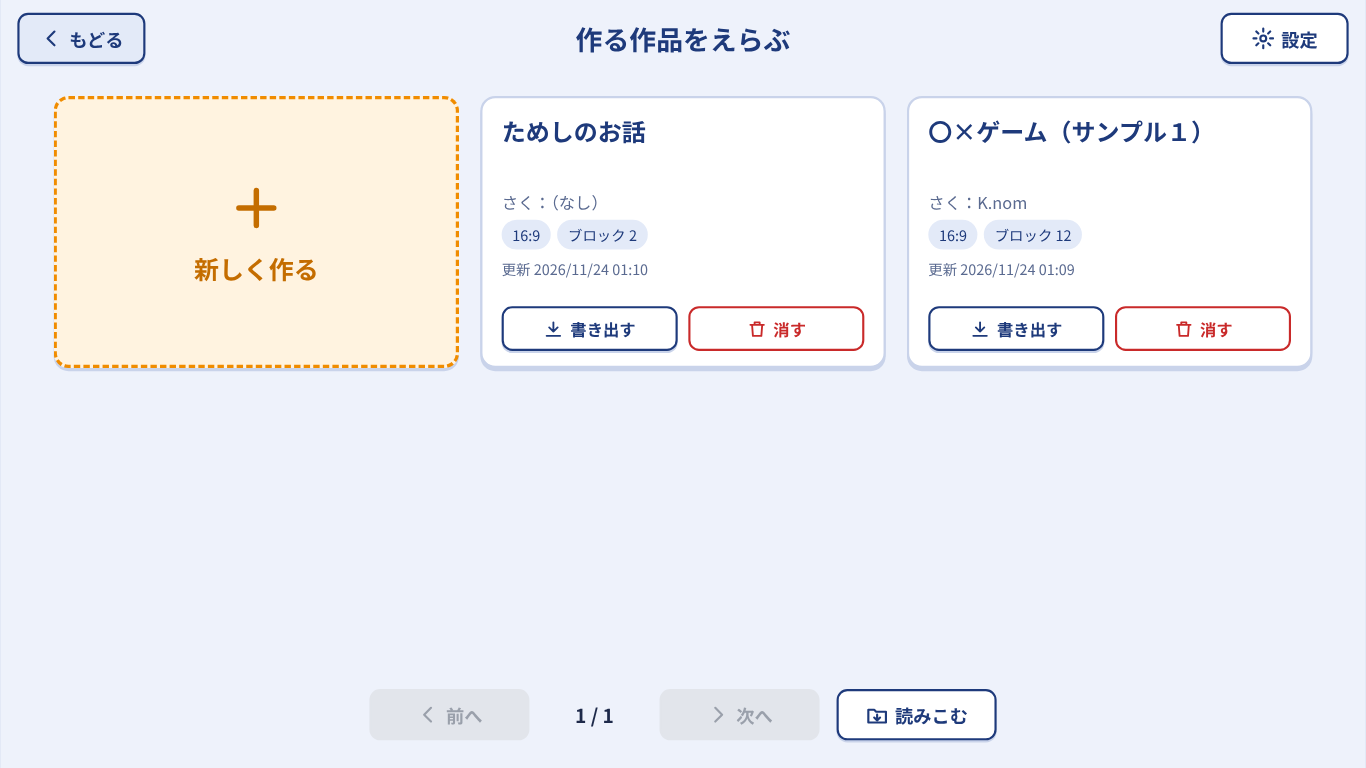 もどる
作る作品をえらぶ
設定
新しく作る
ためしのお話
さく：（なし）
16:9 ブロック 2
更新 2026/11/24 01:10
書き出す 消す
〇×ゲーム（サンプル１）
さく：K.nom
16:9 ブロック 12
更新 2026/11/24 01:09
書き出す 消す
前へ 1 / 1 次へ 読みこむ